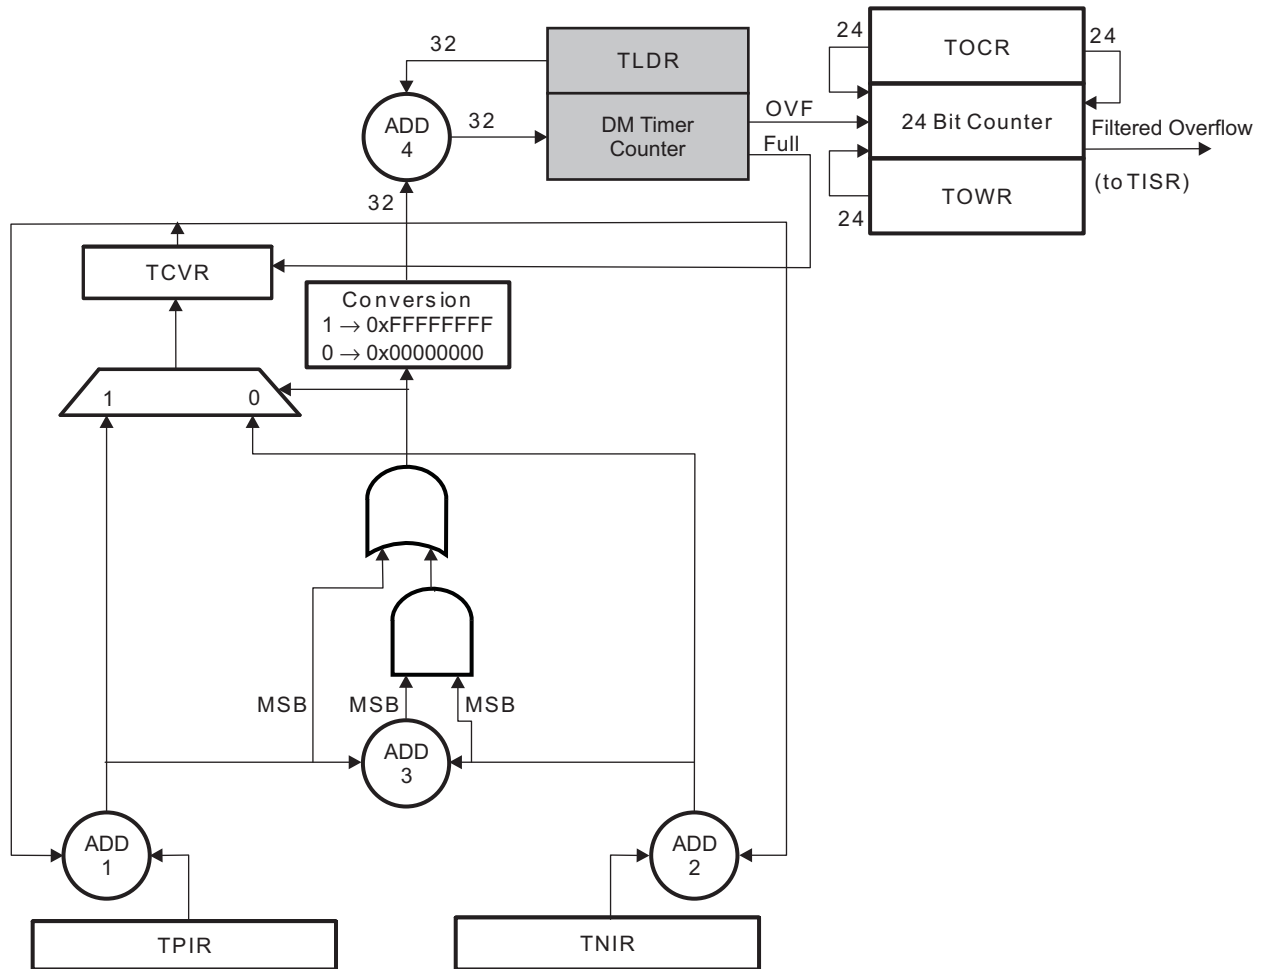 24
TOCR
24
32
TLDR
OVF
24 Bit Counter
Filtered Overflow
ADD
4
32
DM Timer
Counter
Full
(to TISR)
32
24
TOWR
TCVR
Conversion
1 → 0xFFFFFFFF
0 → 0x00000000
1
0
MSB
MSB
MSB
ADD
3
ADD
1
ADD
2
TPIR
TNIR